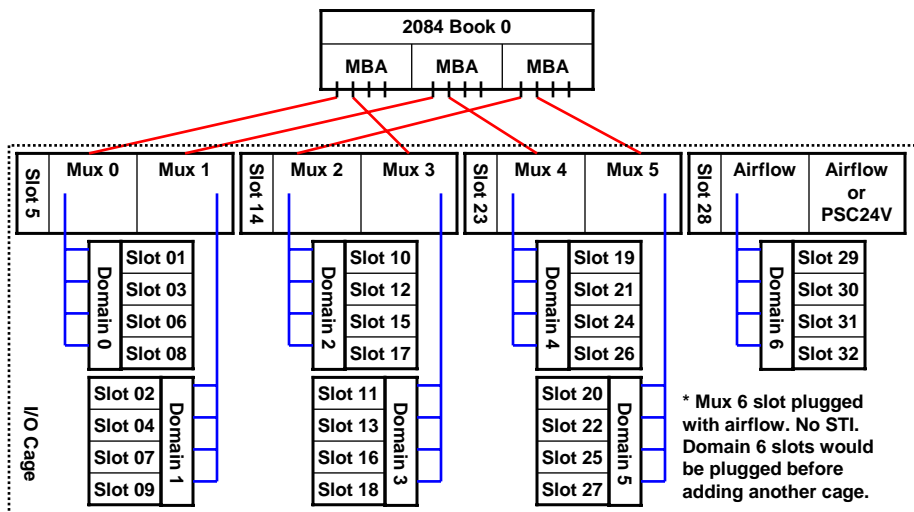 2084 Book 0
MBA
MBA
MBA
Slot 5
Mux 0
Mux 1
Slot 14
Mux 2
Mux 3
Slot 23
Mux 4
Mux 5
Slot 28
Airflow
Airflow
or
PSC24V
Domain 0
Slot 01
Slot 03
Slot 06
Slot 08
Domain 2
Slot 10
Slot 12
Slot 15
Slot 17
Domain 4
Slot 19
Slot 21
Slot 24
Slot 26
Domain 6
Slot 29
Slot 30
Slot 31
Slot 32
I/O Cage
Slot 02
Slot 04
Slot 07
Slot 09
Domain 1
Slot 11
Slot 13
Slot 16
Slot 18
Domain 3
Slot 20
Slot 22
Slot 25
Slot 27
Domain 5
* Mux 6 slot plugged
with airflow. No STI.
Domain 6 slots would
be plugged before
adding another cage.